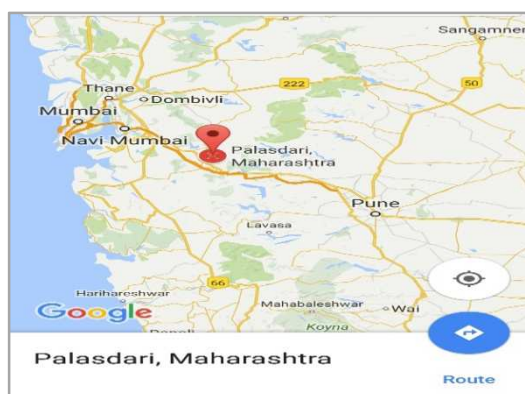 Sangamner
50
222
Thane
Dombivli
Mumbai
Navi Mumbai
Palasdari,
Maharashtra
Pune
Lavasa
66
Harihareshwar
Mahabaleshwar
Wai
Google
Koyna
Palasdari, Maharashtra
Route